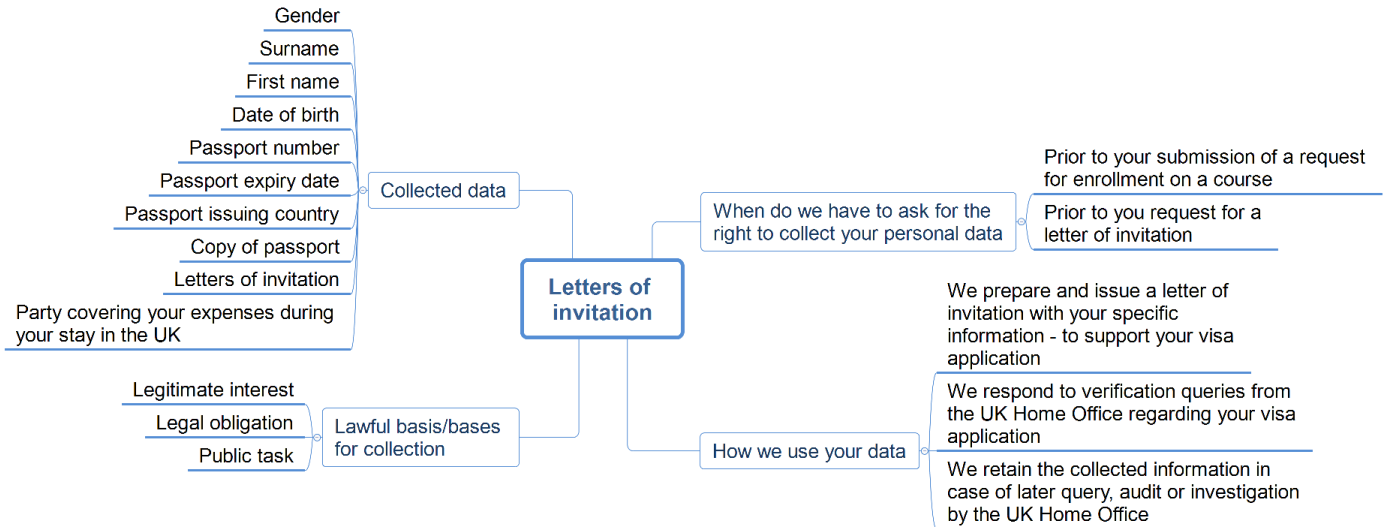 Gender
Surname
First name
Date of birth
Passport number
Passport expiry date
Passport issuing country
Copy of passport
Letters of invitation
Party covering your expenses during
your stay in the UK
Collected data
Legitimate interest
Legal obligation
Public task
Lawful basis/bases
for collection
Letters of
invitation
When do we have to ask for the
right to collect your personal data
Prior to your submission of a request
for enrollment on a course
Prior to you request for a
letter of invitation
How we use your data
We prepare and issue a letter of
invitation with your specific
information - to support your visa
application
We respond to verification queries from
the UK Home Office regarding your visa
application
We retain the collected information in
case of later query, audit or investigation
by the UK Home Office